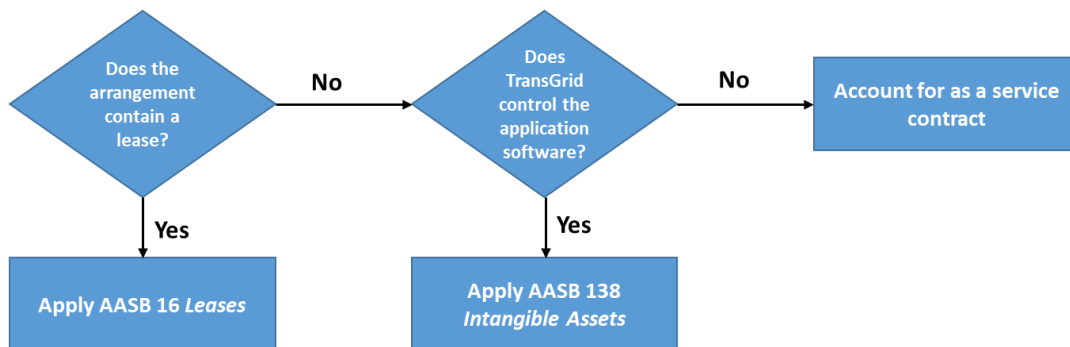 Does the
arrangement
contain a
lease?
No
Does
TransGrid
control the
application
software?
No
Account for as a service
contract
Yes
Yes
Apply AASB 16 Leases
Apply AASB 138
Intangible Assets